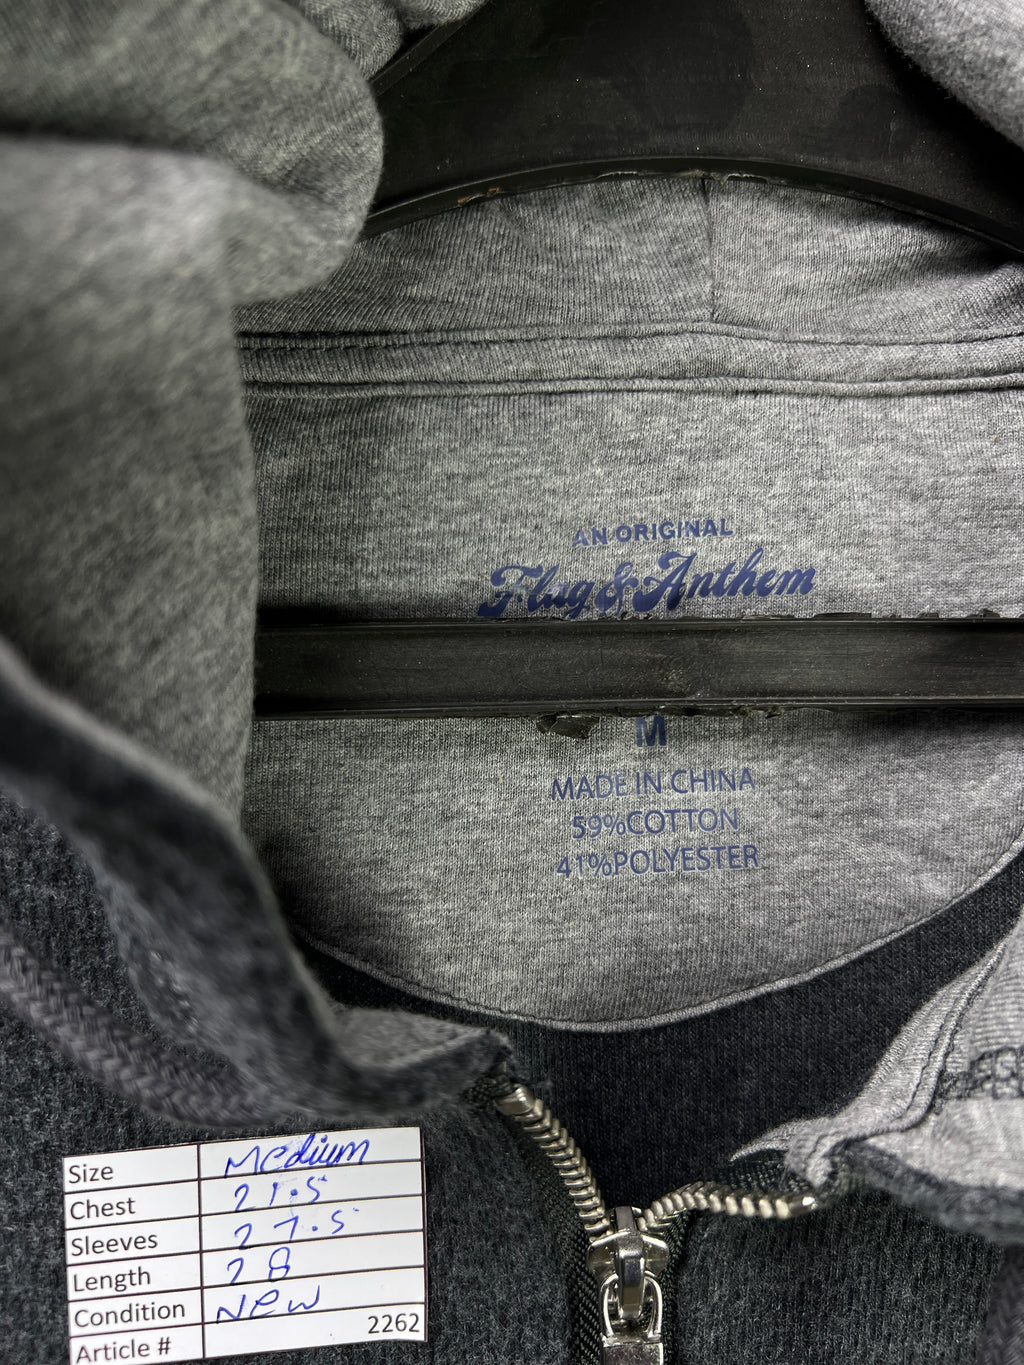 AN ORIGINAL
Flag & Anthem
M
MADE IN CHINA
59%COTTON
41%POLYESTER
Size Medium
Chest 21.5
Sleeves 27.5
Length 28
Condition New
Article # 2262